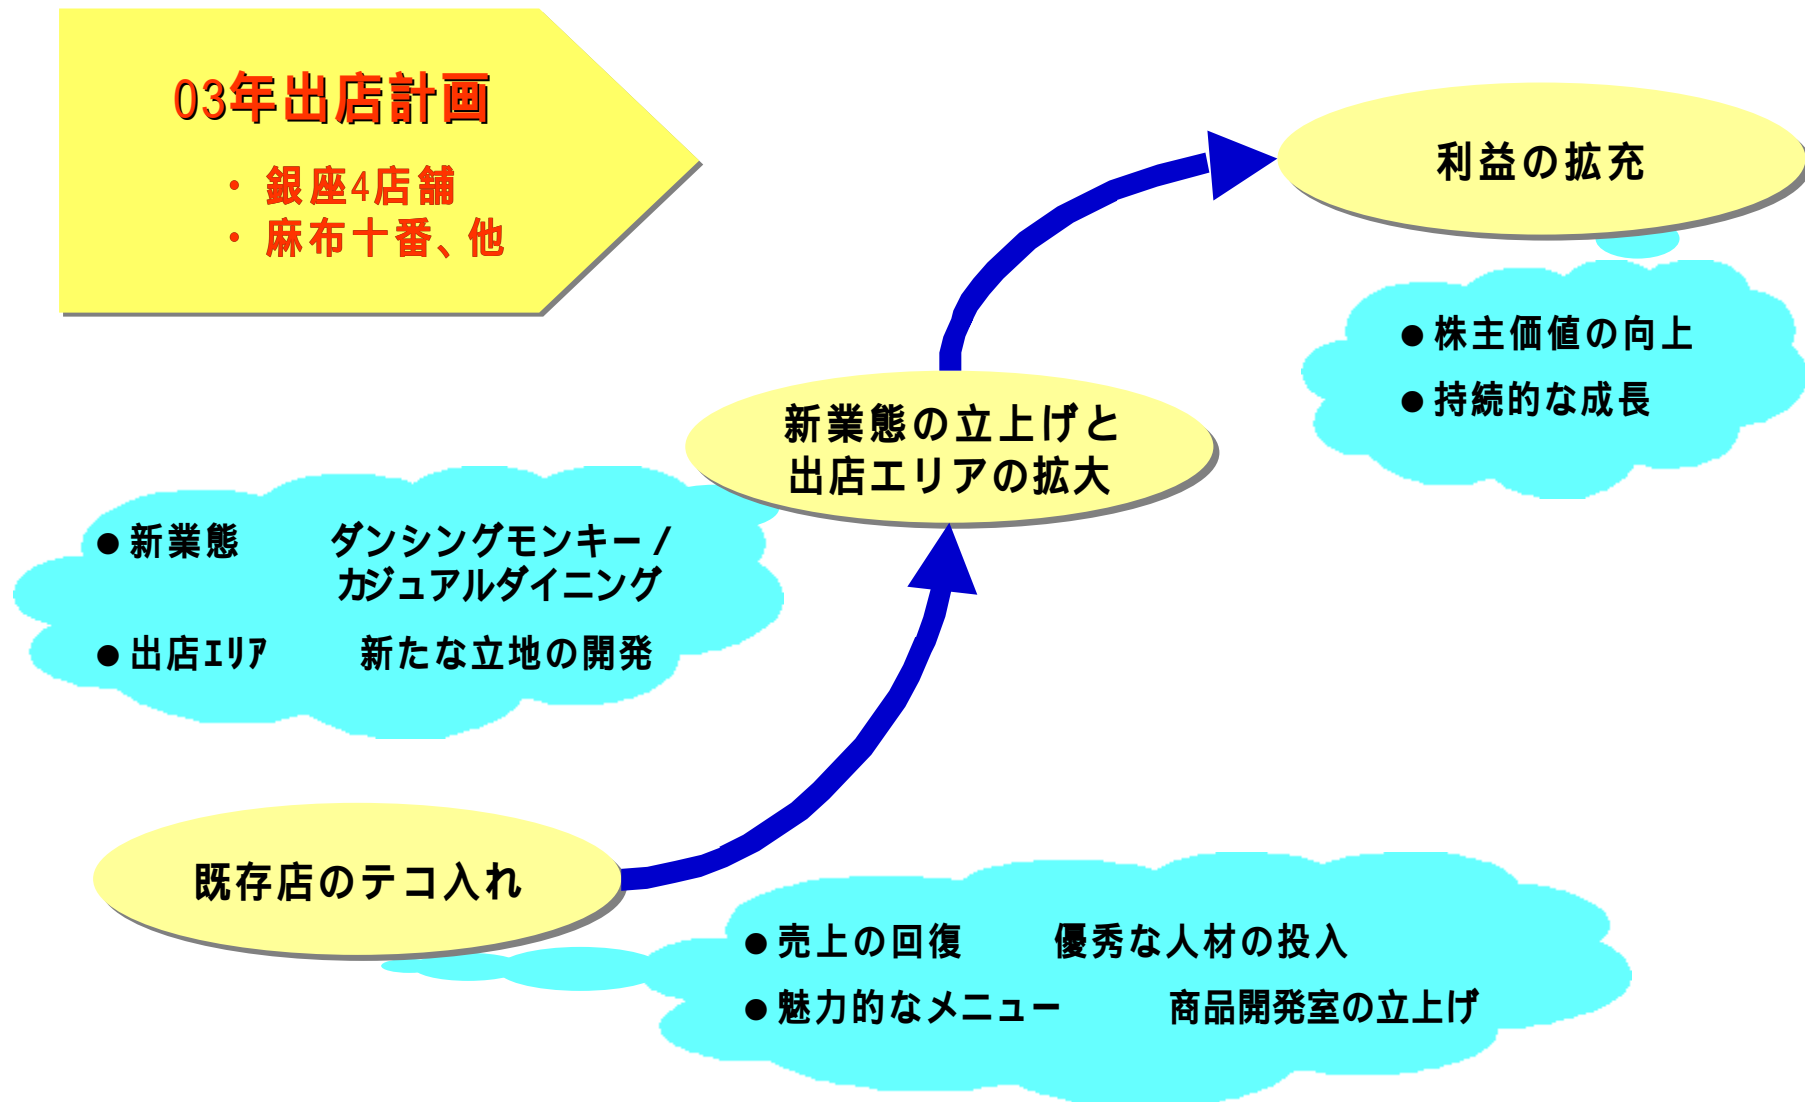 03年出店計画
・ 銀座4店舗
・ 麻布十番、他
利益の拡充
● 株主価値の向上
● 持続的な成長
新業態の立上げと
出店エリアの拡大
● 新業態 ダンシングモンキー /
カジュアルダイニング
● 出店ｴﾘｱ 新たな立地の開発
既存店のテコ入れ
● 売上の回復 優秀な人材の投入
● 魅力的なメニュー 商品開発室の立上げ